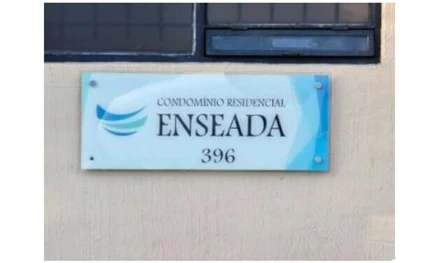 CONDOMÍNIO RESIDENCIAL
ENSEADA
396